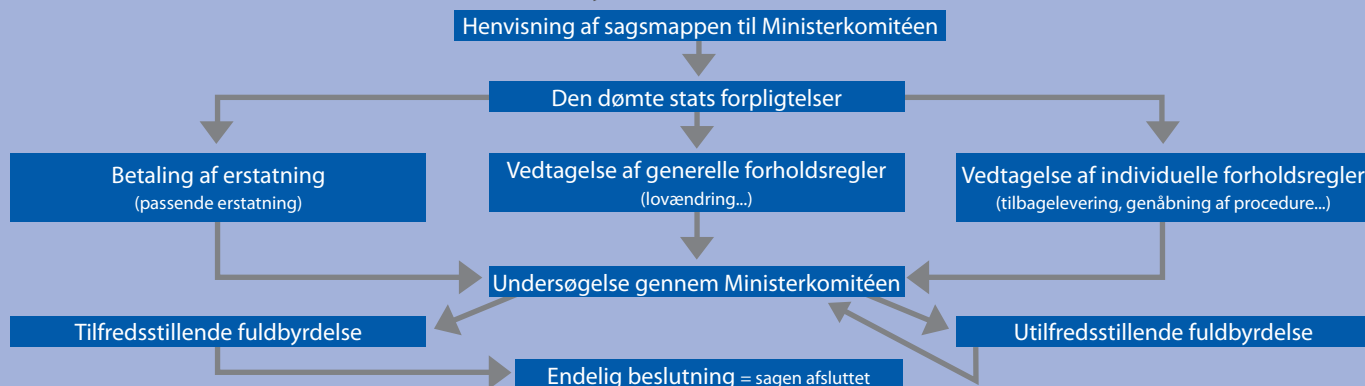 Henvisning af sagsmappen til Ministerkomitéen
Den dømte stats forpligtelser
Betaling af erstatning
(passende erstatning)
Vedtagelse af generelle forholdsregler
(lovændring...)
Vedtagelse af individuelle forholdsregler
(tilbagelevering, genåbning af procedure...)
Undersøgelse gennem Ministerkomitéen
Tilfredsstillende fuldbyrdelse
Utilfredsstillende fuldbyrdelse
Endelig beslutning = sagen afsluttet